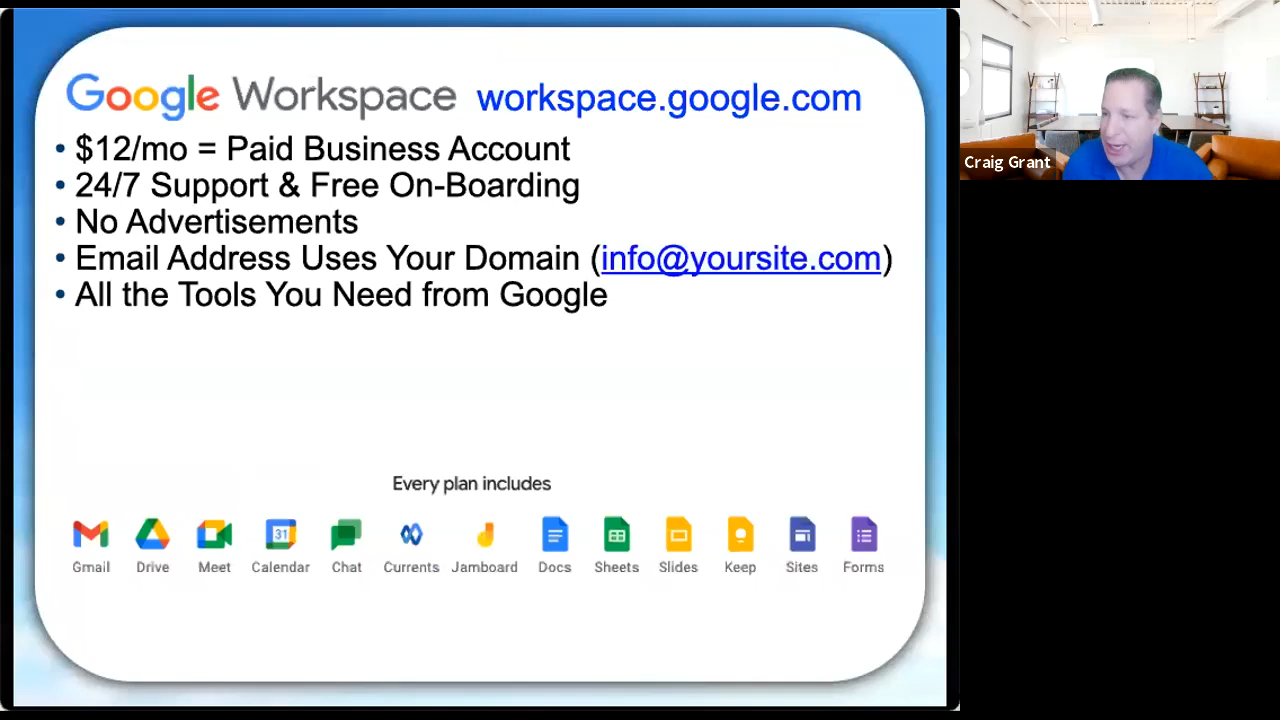 Google Workspace workspace.google.com
• $12/mo = Paid Business Account
• 24/7 Support & Free On-Boarding
• No Advertisements
• Email Address Uses Your Domain (info@yoursite.com)
• All the Tools You Need from Google
Every plan includes
31
Gmail Drive Meet Calendar Chat Currents Jamboard Docs Sheets Slides Keep Sites Forms
Craig Grant